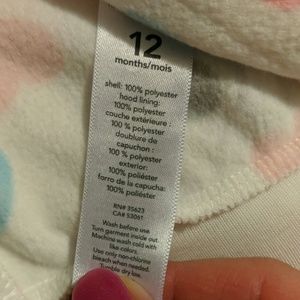 12
months/mois
shell: 100% polyester
hood lining:
100% polyester
couche extérieure :
100 % polyester
doublure de
capuchon :
100 % polyester
exterior:
100% poliéster
forro de la capucha:
100% poliéster
RN# 35623
CA# 53061
Wash before use
Turn garment inside out
Machine wash cold with
like colors.
Use only non-chlorine
bleach when needed.
Tumble dry low.